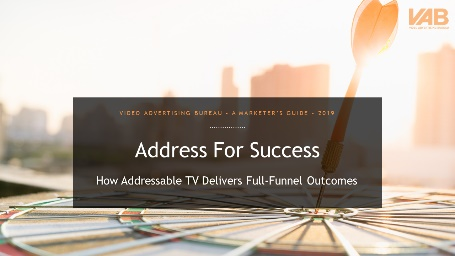 VAB
VIDEO ADVERTISING BUREAU - A MARKETER'S GUIDE - 2019
Address For Success
How Addressable TV Delivers Full-Funnel Outcomes